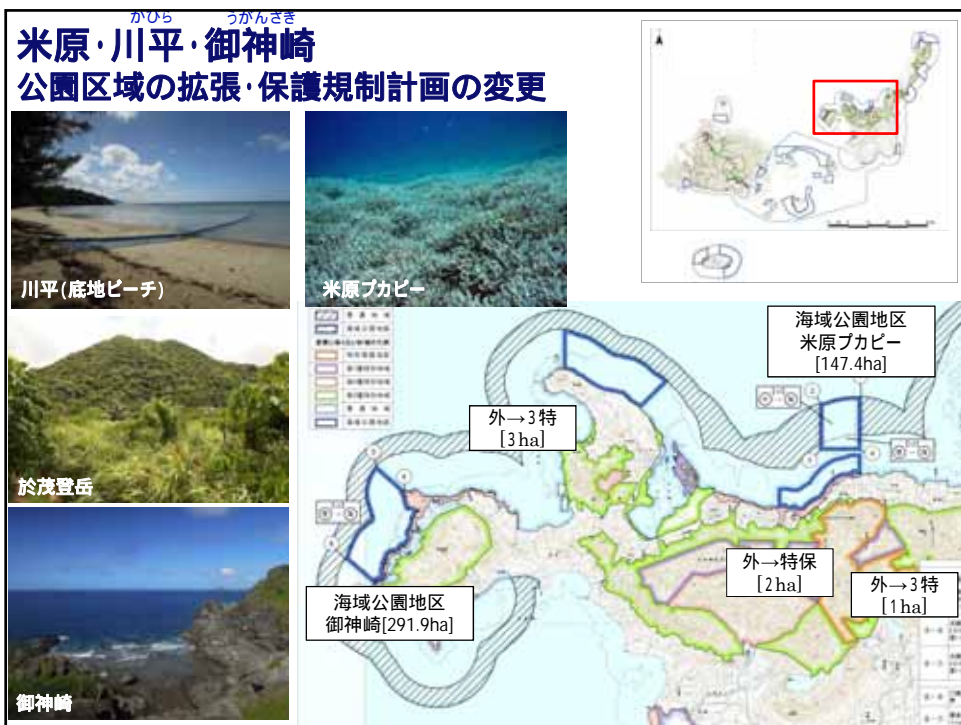 かびら うがんざき
米原・川平・御神崎
公園区域の拡張・保護規制計画の変更
川平(底地ビーチ)
米原プカピー
於茂登岳
御神崎
海域公園地区
米原プカピー
[147.4ha]
外→3特
[3ha]
外→特保
[2ha]
外→3特
[1ha]
海域公園地区
御神崎[291.9ha]